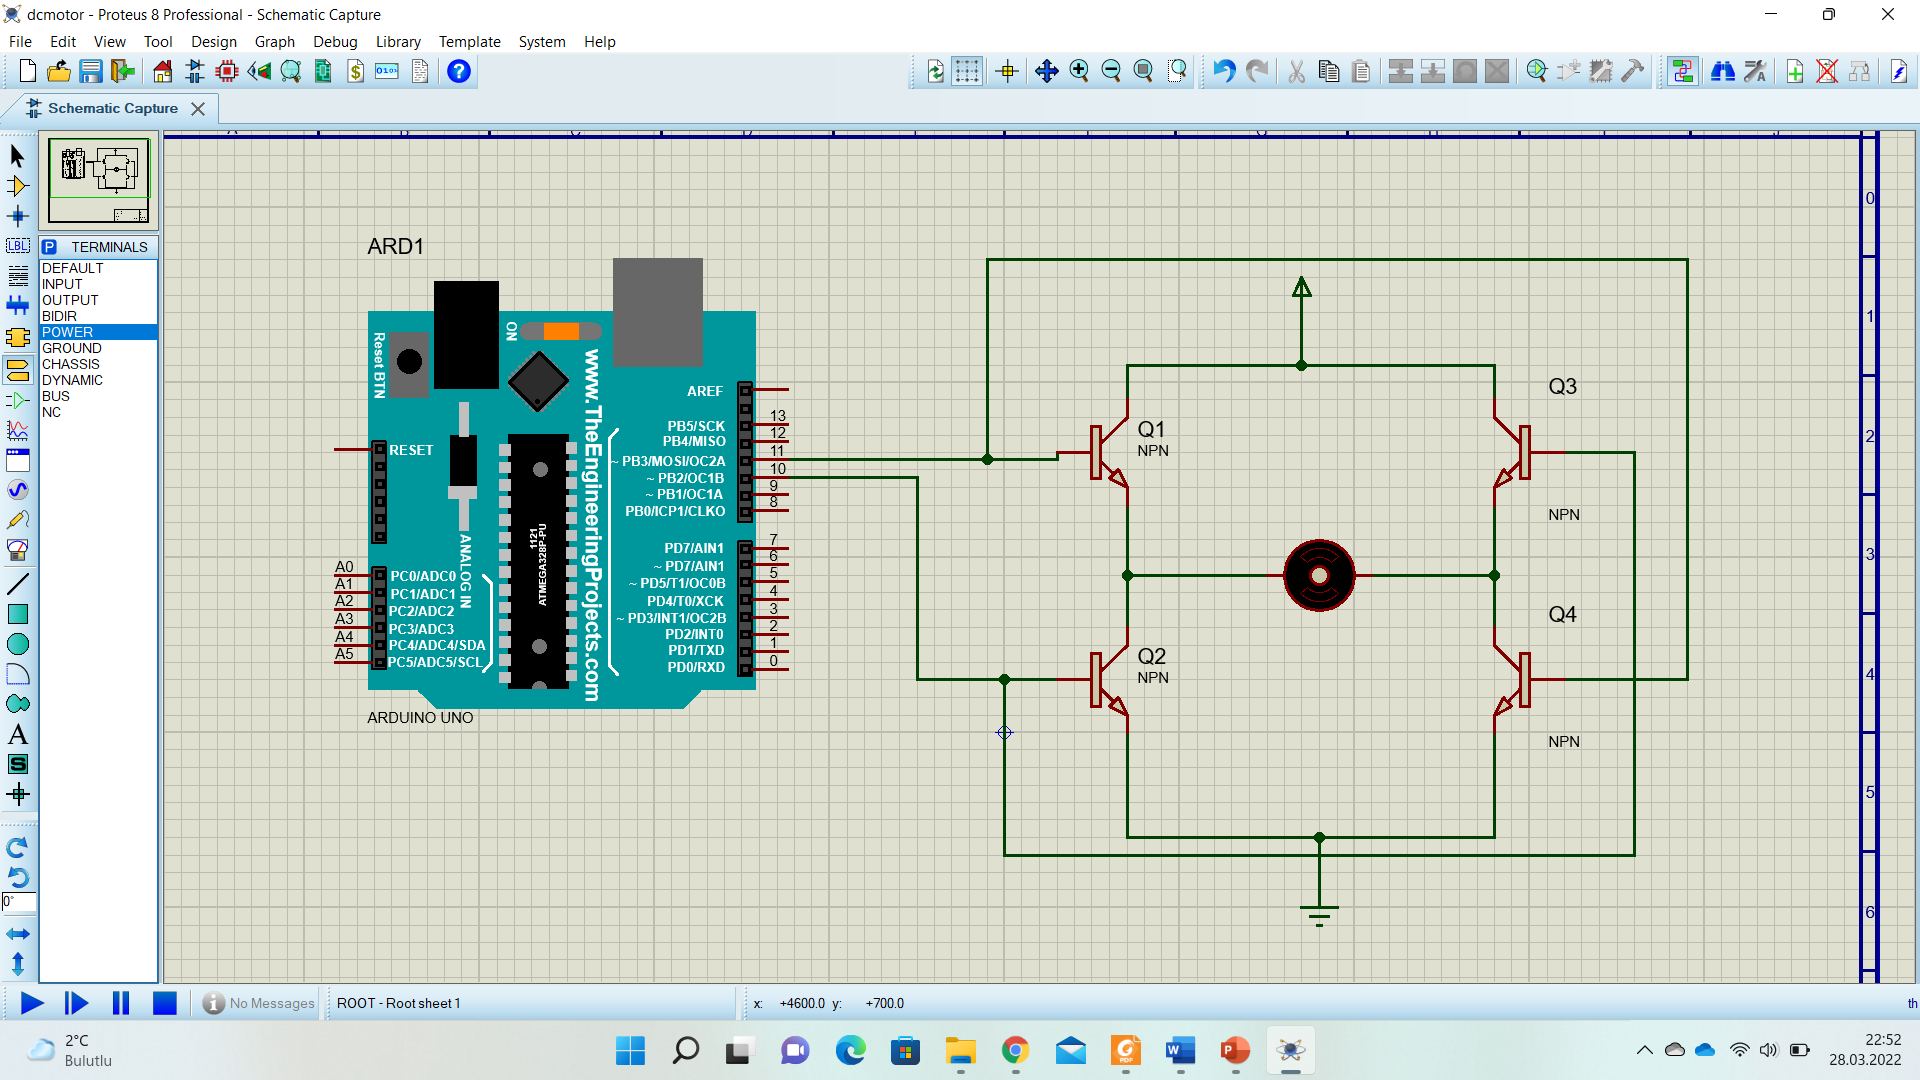 dcmotor - Proteus 8 Professional - Schematic Capture
File Edit View Tool Design Graph Debug Library Template System Help
Schematic Capture
P TERMINALS
DEFAULT
INPUT
OUTPUT
BIDIR
POWER
GROUND
CHASSIS
DYNAMIC
BUS
NC
LBL
A
S
0°
ARD1
Reset BTN
ON
www.TheEngineeringProjects.com
AREF
PB5/SCK 13
PB4/MISO 12
~ PB3/MOSI/OC2A 11
~ PB2/OC1B 10
~ PB1/OC1A 9
PB0/ICP1/CLKO 8
RESET
1121
ATMEGA328P-PU
ANALOG IN
PD7/AIN1 7
~ PD7/AIN1 6
~ PD5/T1/OC0B 5
PD4/T0/XCK 4
~ PD3/INT1/OC2B 3
PD2/INT0 2
PD1/TXD 1
PD0/RXD 0
A0 PC0/ADC0
A1 PC1/ADC1
A2 PC2/ADC2
A3 PC3/ADC3
A4 PC4/ADC4/SDA
A5 PC5/ADC5/SCL
ARDUINO UNO
Q1
NPN
Q3
NPN
Q2
NPN
Q4
NPN
0
1
2
3
4
5
6
No Messages
ROOT - Root sheet 1
x: +4600.0 y: +700.0
th
2°C
Bulutlu
22:52
28.03.2022